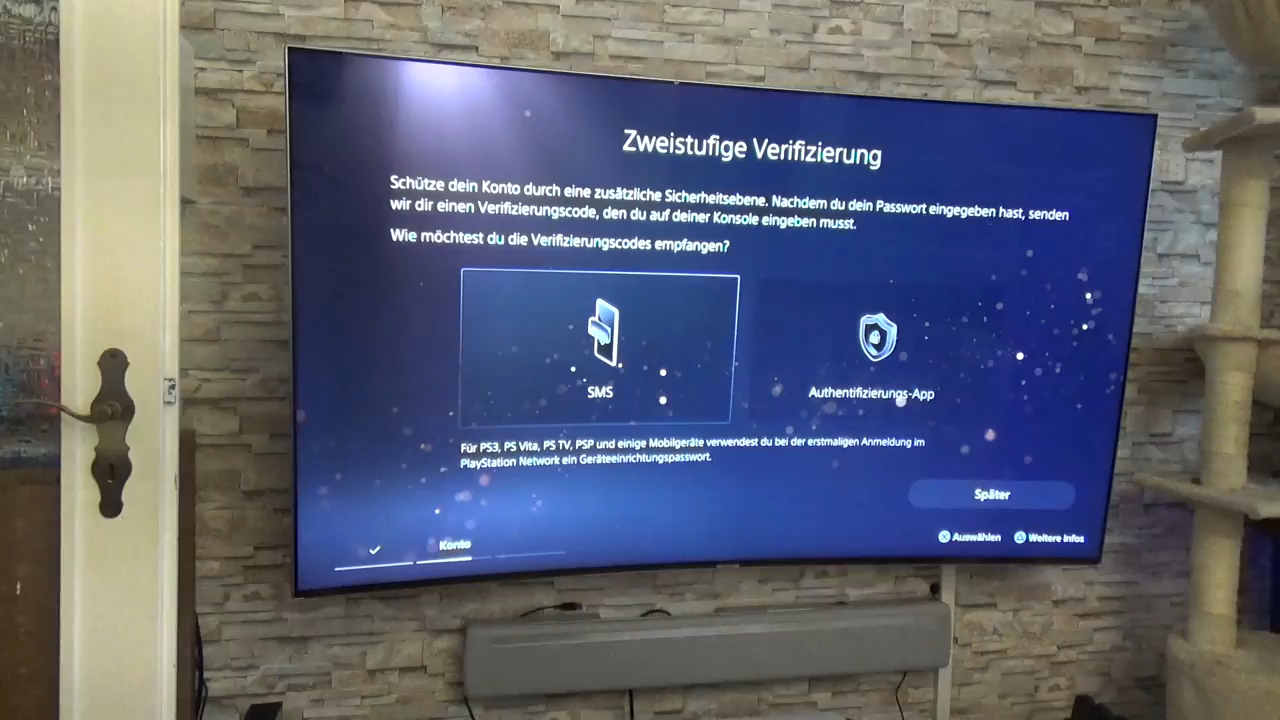 Zweistufige Verifizierung
Schütze dein Konto durch eine zusätzliche Sicherheitsebene. Nachdem du dein Passwort eingegeben hast, senden
wir dir einen Verifizierungscode, den du auf deiner Konsole eingeben musst.
Wie möchtest du die Verifizierungscodes empfangen?
SMS
Authentifizierungs-App
Für PS3, PS Vita, PS TV, PSP und einige Mobilgeräte verwendest du bei der erstmaligen Anmeldung im
PlayStation Network ein Geräteeinrichtungspasswort.
Später
Konto
Auswählen
Weitere Infos